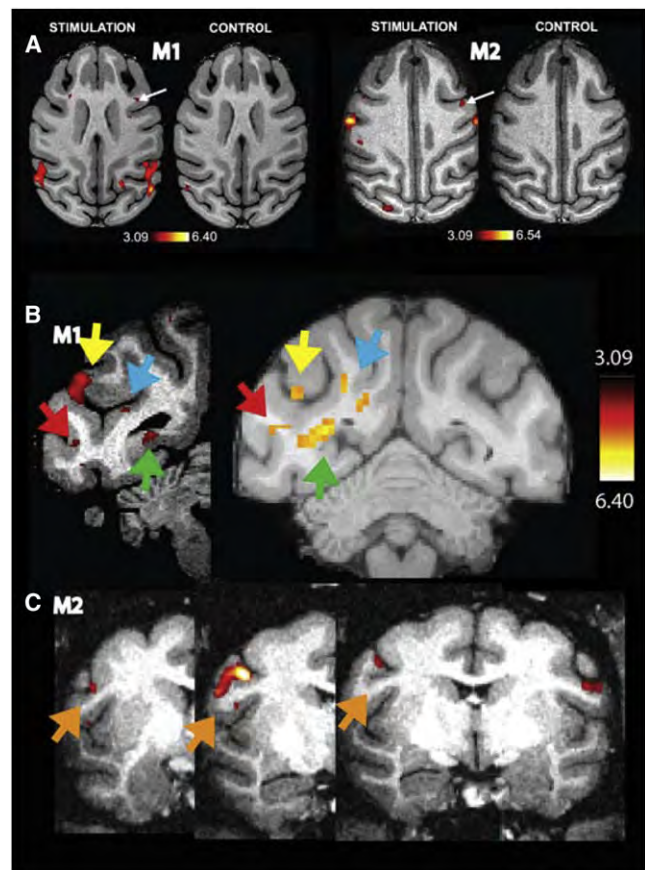 STIMULATION CONTROL STIMULATION CONTROL
A M1 M2
3.09 6.40 3.09 6.54
B
M1
3.09
6.40
C M2